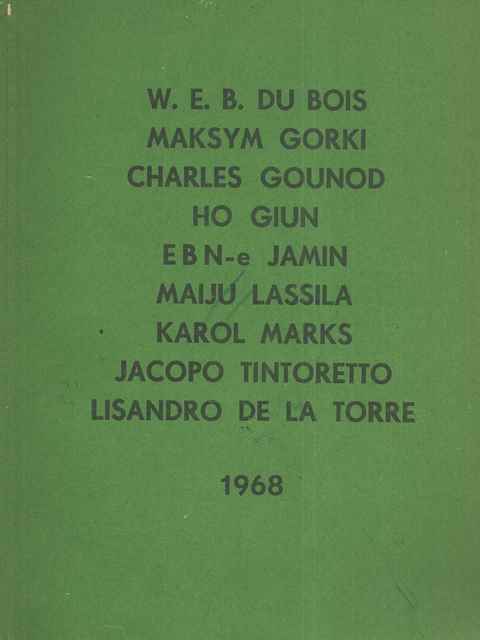 W. E. B. DU BOIS
MAKSYM GORKI
CHARLES GOUNOD
HO GIUN
EBN-e JAMIN
MAIJU LASSILA
KAROL MARKS
JACOPO TINTORETTO
LISANDRO DE LA TORRE
1968